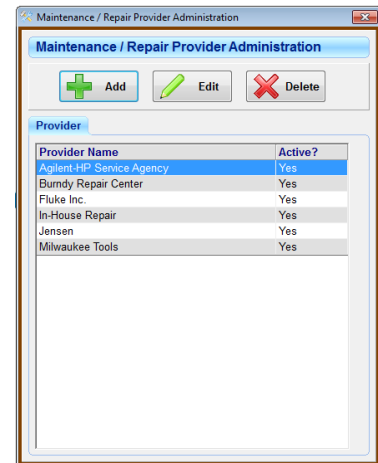 Maintenance / Repair Provider Administration
Maintenance / Repair Provider Administration
Add Edit Delete
Provider
Provider Name Active?
Agilent-HP Service Agency Yes
Burndy Repair Center Yes
Fluke Inc. Yes
In-House Repair Yes
Jensen Yes
Milwaukee Tools Yes